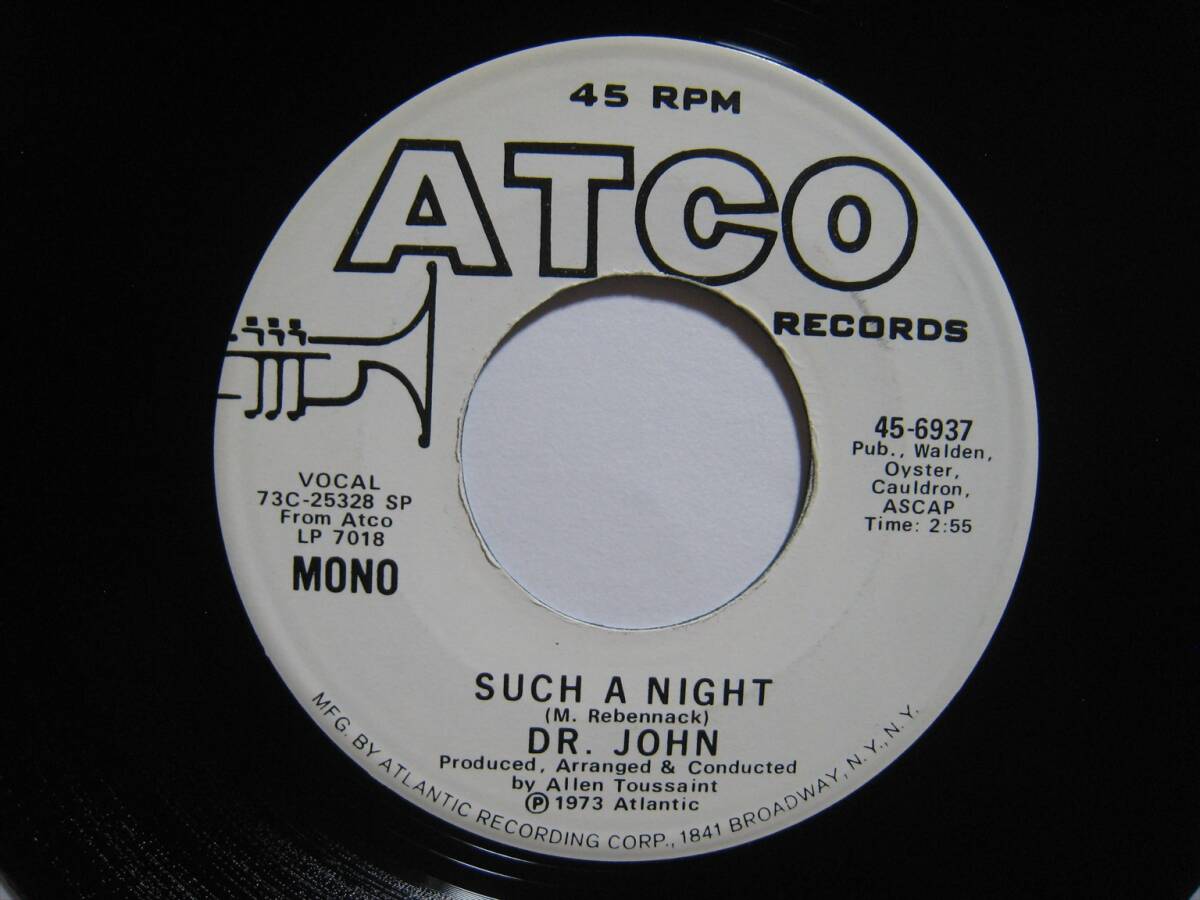 45 RPM
ATCO
RECORDS
VOCAL
73C-25328 SP
From Atco
LP 7018
MONO
45-6937
Pub., Walden,
Oyster,
Cauldron,
ASCAP
Time: 2:55
SUCH A NIGHT
(M. Rebennack)
DR. JOHN
Produced, Arranged & Conducted
by Allen Toussaint
Ⓟ 1973 Atlantic
MFG. BY ATLANTIC RECORDING CORP., 1841 BROADWAY, N.Y., N.Y.